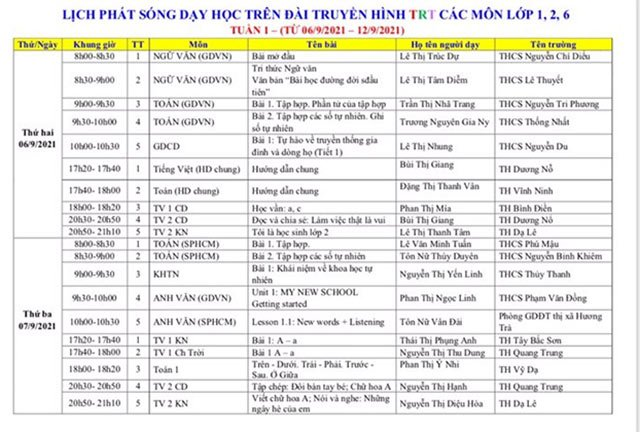 LỊCH PHÁT SÓNG DẠY HỌC TRÊN ĐÀI TRUYỀN HÌNH TRT CÁC MÔN LỚP 1, 2, 6
TUẦN 1 – (TỪ 06/9/2021 – 12/9/2021)
Thứ/Ngày Khung giờ TT Môn Tên bài Họ tên người dạy Tên trường
Thứ hai 06/9/2021
8h00-8h30 1 NGỮ VĂN (GDVN) Bài mở đầu Lê Thị Trúc Dự THCS Nguyễn Chí Diểu
8h30-9h00 2 NGỮ VĂN (GDVN) Tri thức Ngữ văn Văn bản “Bài học đường đời sđầu tiên” Lê Thị Tâm Diễm THCS Lê Thuyết
9h00-9h30 3 TOÁN (GDVN) Bài 1. Tập hợp. Phần tử của tập hợp Trần Thị Nhã Trang THCS Nguyễn Tri Phương
9h30-10h00 4 TOÁN (GDVN) Bài 2. Tập hợp các số tự nhiên. Ghi số tự nhiên Trương Nguyên Gia Ny THCS Thống Nhất
10h00-10h30 5 GDCD Bài 1: Tự hào về truyền thống gia đình và dòng họ (Tiết 1) Lê Thị Nhung THCS Nguyễn Du
17h20- 17h40 1 Tiếng Việt (HD chung) Hướng dẫn chung Bùi Thị Giang TH Dương Nổ
17h40- 18h00 2 Toán (HD chung) Hướng dẫn chung Đặng Thị Thanh Vân TH Vĩnh Ninh
18h00 - 18h20 3 TV 1 CD Học vần: a, c Phan Thị Mía TH Bình Điền
20h30- 20h50 4 TV 2 CD Đọc và chia sẻ: Làm việc thật là vui Bùi Thị Giang TH Dương Nổ
20h50- 21h10 5 TV 2 KN Tôi là học sinh lớp 2 Lê Thị Thanh Tâm TH Dạ Lê
Thứ ba 07/9/2021
8h00-8h30 1 TOÁN (SPHCM) Bài 1. Tập hợp. Lê Văn Minh Tuấn THCS Phú Mậu
8h30-9h00 2 TOÁN (SPHCM) Bài 2. Tập hợp các số tự nhiên Tôn Nữ Thúy Duyên THCS Nguyễn Bỉnh Khiêm
9h00-9h30 3 KHTN Bài 1: Khái niệm về khoa học tự nhiên Nguyễn Thị Yến Linh THCS Thủy Thanh
9h30-10h00 4 ANH VĂN (GDVN) Unit 1: MY NEW SCHOOL Getting started Phan Thị Ngọc Linh THCS Phạm Văn Đồng
10h00-10h30 5 ANH VĂN (SPHCM) Lesson 1.1: New words + Listening Tôn Nữ Vân Đài Phòng GDĐT thị xã Hương Trà
17h20- 17h40 1 TV 1 KN Bài 1: A – a Thái Thị Phụng Anh TH Tây Bắc Sơn
17h40- 18h00 2 TV 1 Ch Trời Bài 1 A – a Nguyễn Thị Thu Dung TH Quang Trung
18h00 - 18h20 3 Toán 1 Trên - Dưới. Trái - Phải. Trước - Sau. Ở Giữa Phan Thị Ý Nhi TH Vỹ Dạ
20h30- 20h50 4 TV 2 CD Tập chép: Đôi bàn tay bé; Chữ hoa A Nguyễn Thị Hạnh TH Quang Trung
20h50- 21h10 5 TV 2 KN Viết chữ hoa A; Nói và nghe: Những ngày hè của em Nguyễn Thị Diệu Hòa TH Dạ Lê